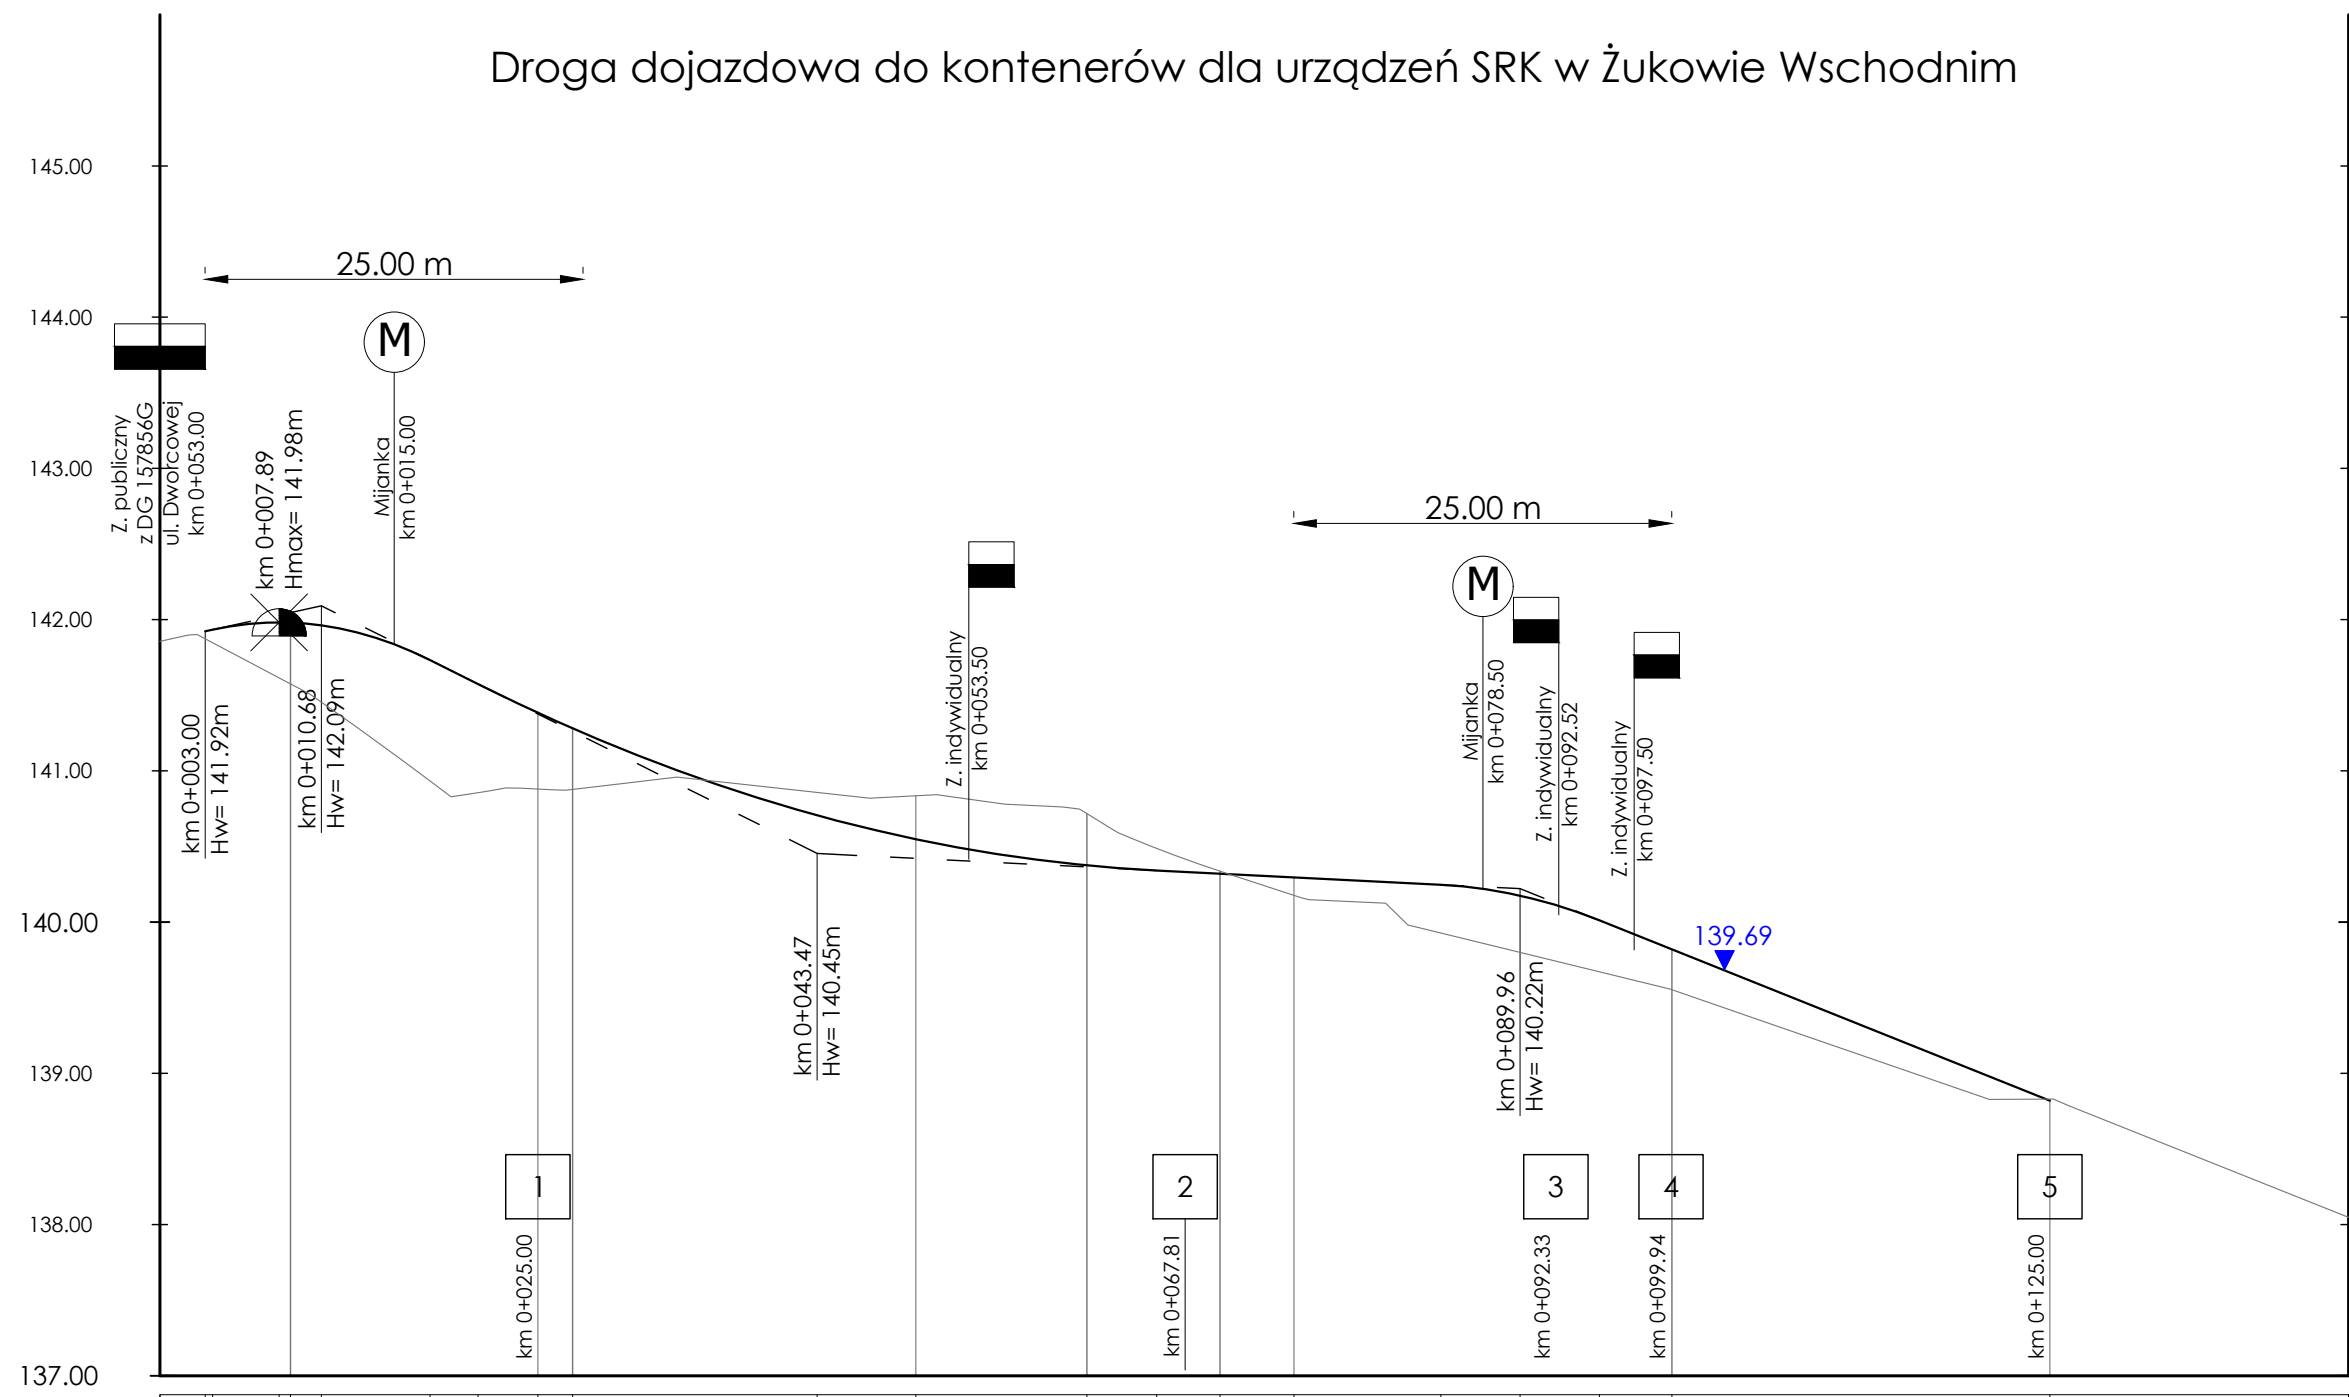 Droga dojazdowa do kontenerów dla urządzeń SRK w Żukowie Wschodnim
145.00
144.00
143.00
142.00
141.00
140.00
139.00
138.00
137.00
25.00 m
M
Z. publiczny
z DG 157856G
ul. Dworcowej
km 0+053.00
km 0+007.89
Hmax= 141.98m
Mijanka
km 0+015.00
km 0+003.00
Hw= 141.92m
km 0+010.68
Hw= 142.09m
km 0+043.47
Hw= 140.45m
Z. indywidualny
km 0+053.50
25.00 m
M
Mijanka
km 0+078.50
Z. indywidualny
km 0+092.52
Z. indywidualny
km 0+097.50
km 0+089.96
Hw= 140.22m
139.69
1
km 0+025.00
2
km 0+067.81
3
km 0+092.33
4
km 0+099.94
5
km 0+125.00